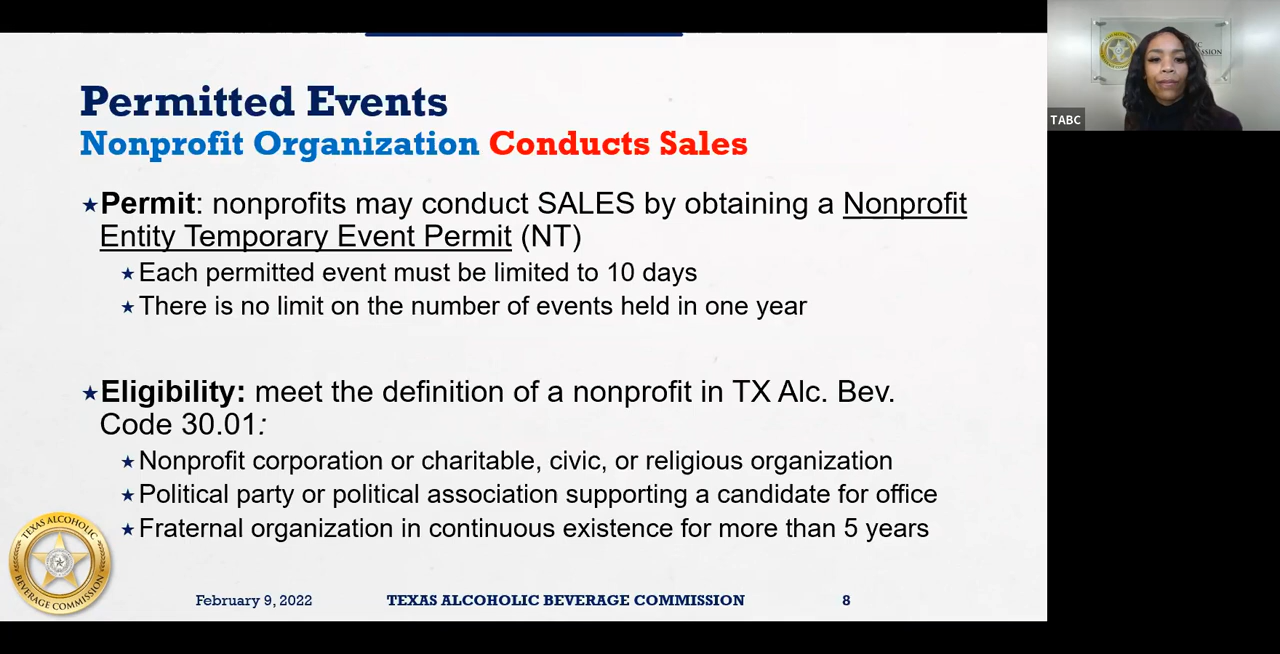 Permitted Events
Nonprofit Organization Conducts Sales
★Permit: nonprofits may conduct SALES by obtaining a Nonprofit
Entity Temporary Event Permit (NT)
★Each permitted event must be limited to 10 days
★There is no limit on the number of events held in one year
★Eligibility: meet the definition of a nonprofit in TX Alc. Bev.
Code 30.01:
★Nonprofit corporation or charitable, civic, or religious organization
★Political party or political association supporting a candidate for office
★Fraternal organization in continuous existence for more than 5 years
TEXAS ALCOHOLIC
BEVERAGE COMMISSION
February 9, 2022
TEXAS ALCOHOLIC BEVERAGE COMMISSION
8
TABC